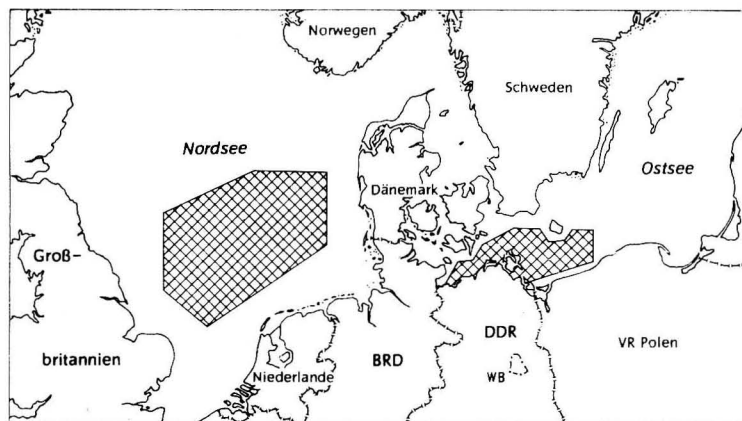 Norwegen
Schweden
Nordsee
Ostsee
Dänemark
Groß-
britannien
Niederlande
BRD
DDR
WB
VR Polen